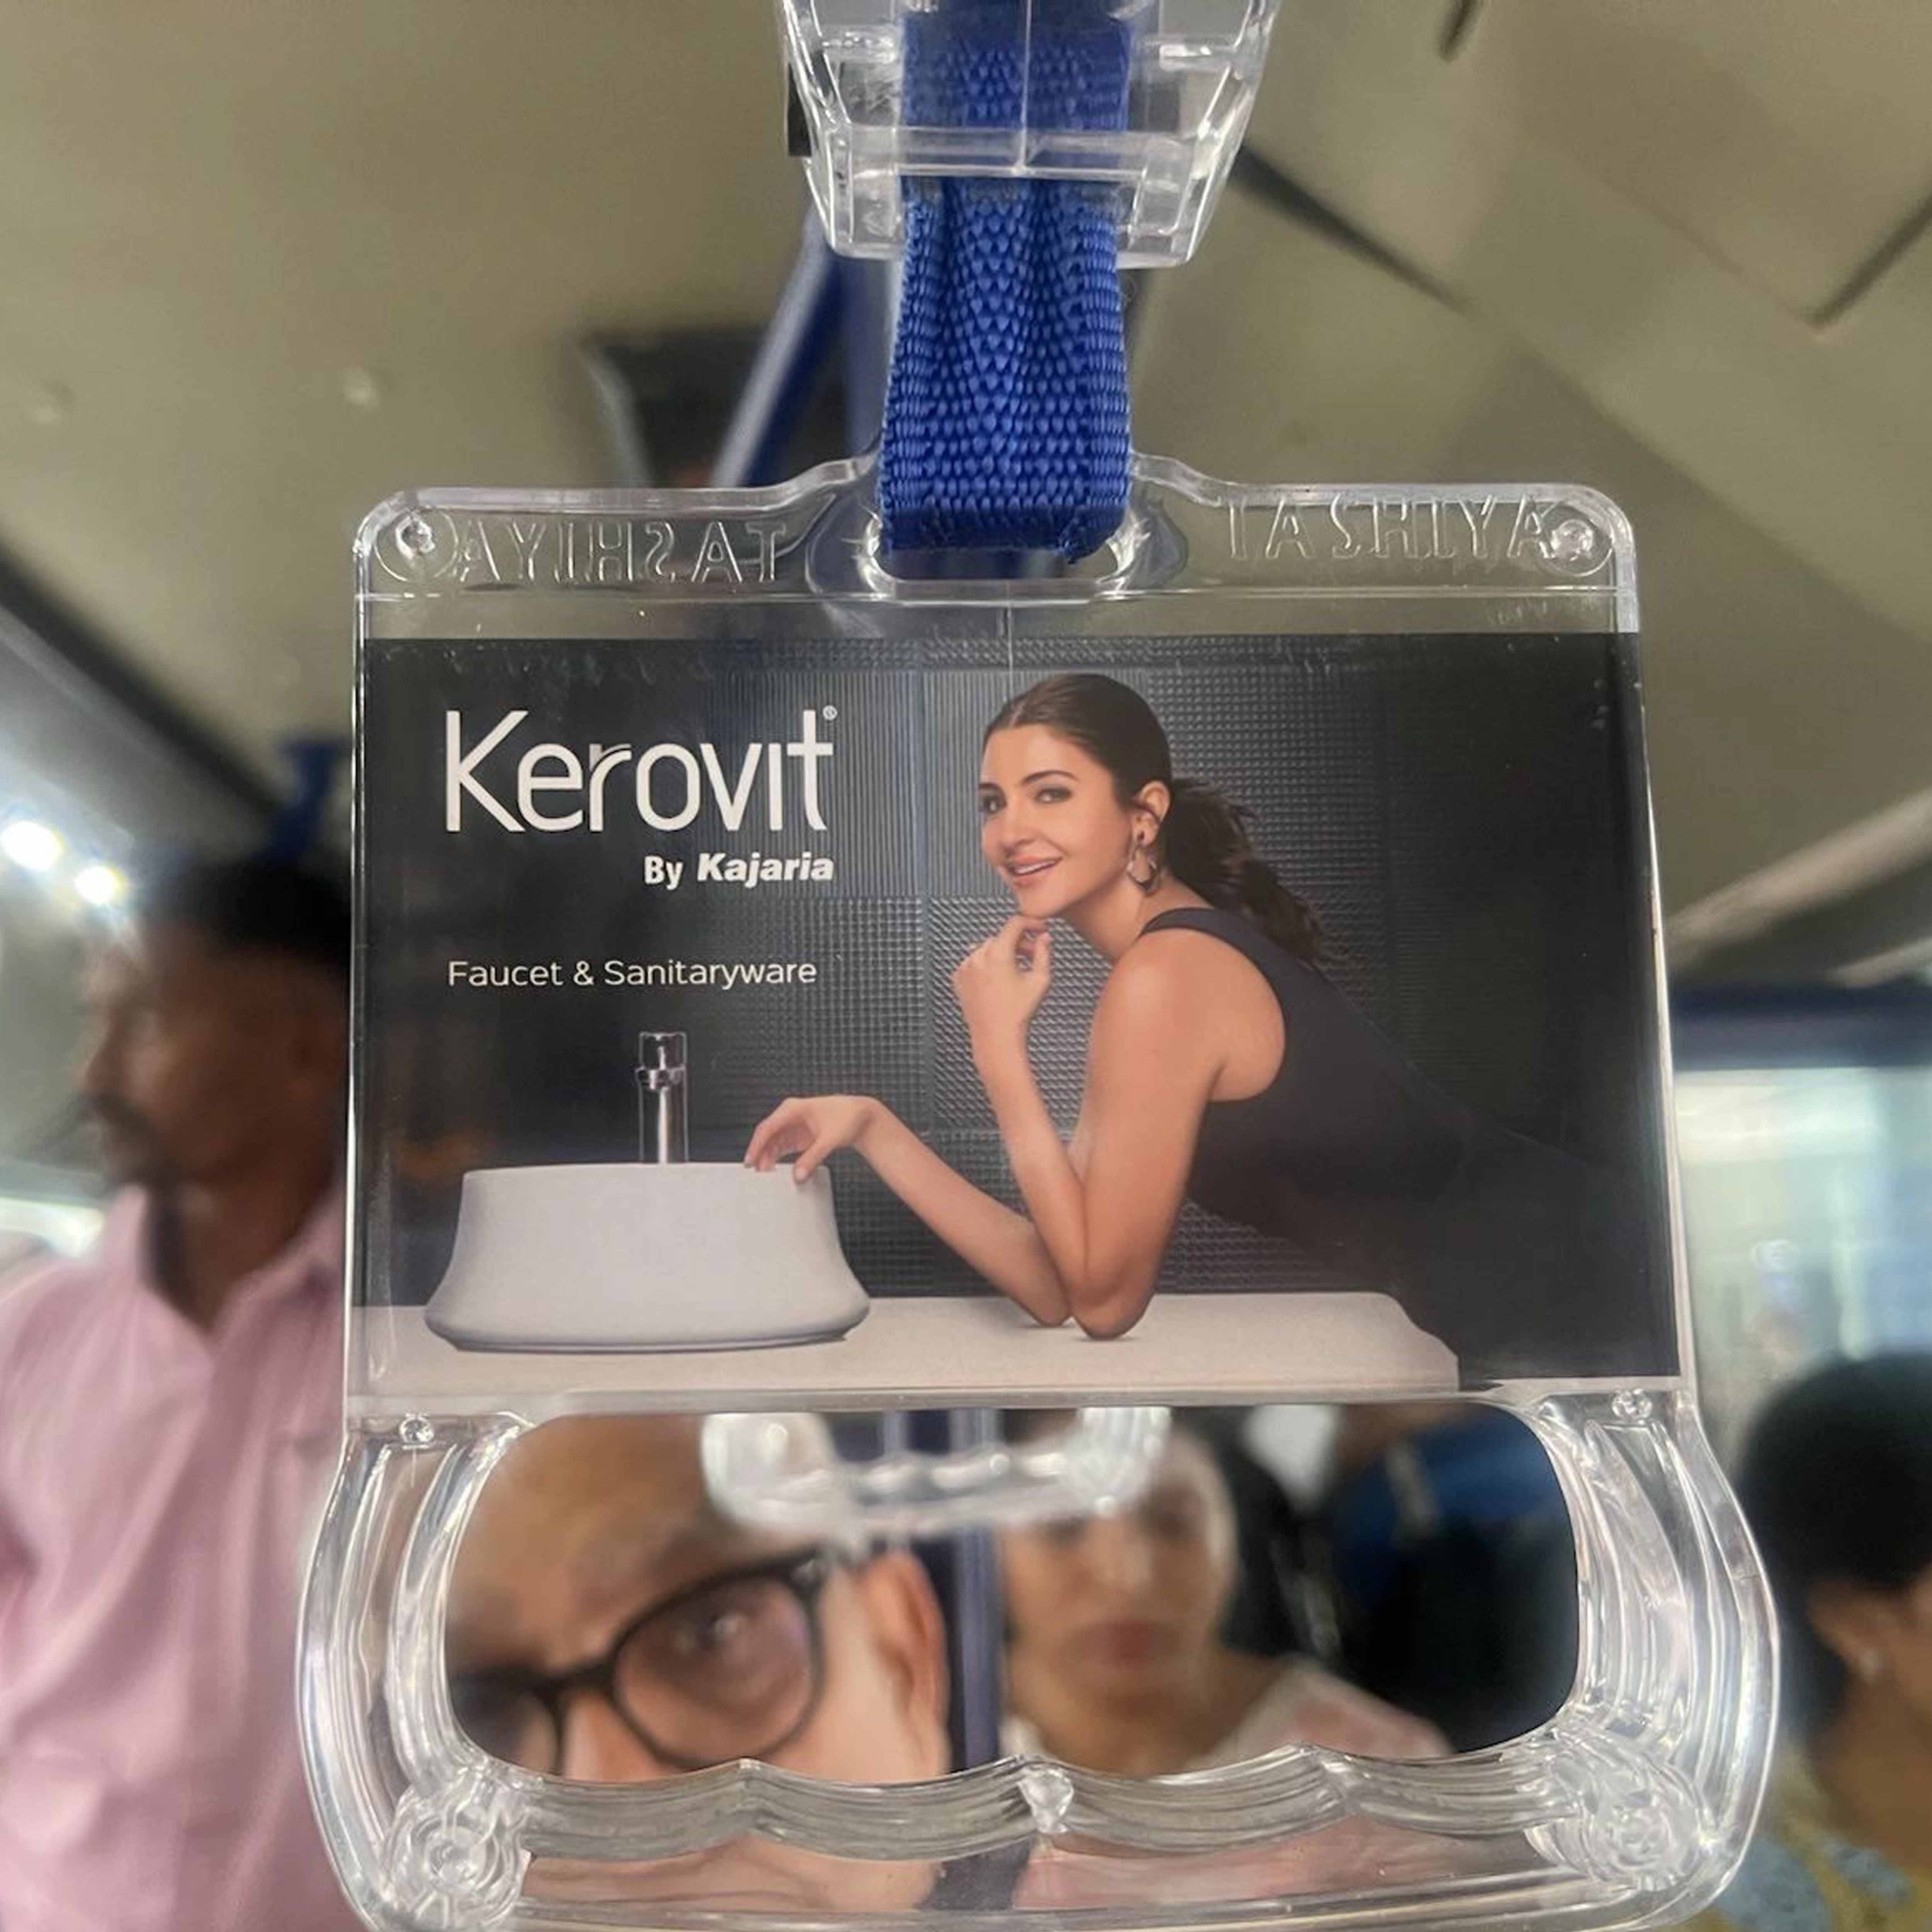 TASHIYA TASHIYA
Kerovit®
By Kajaria
Faucet & Sanitaryware